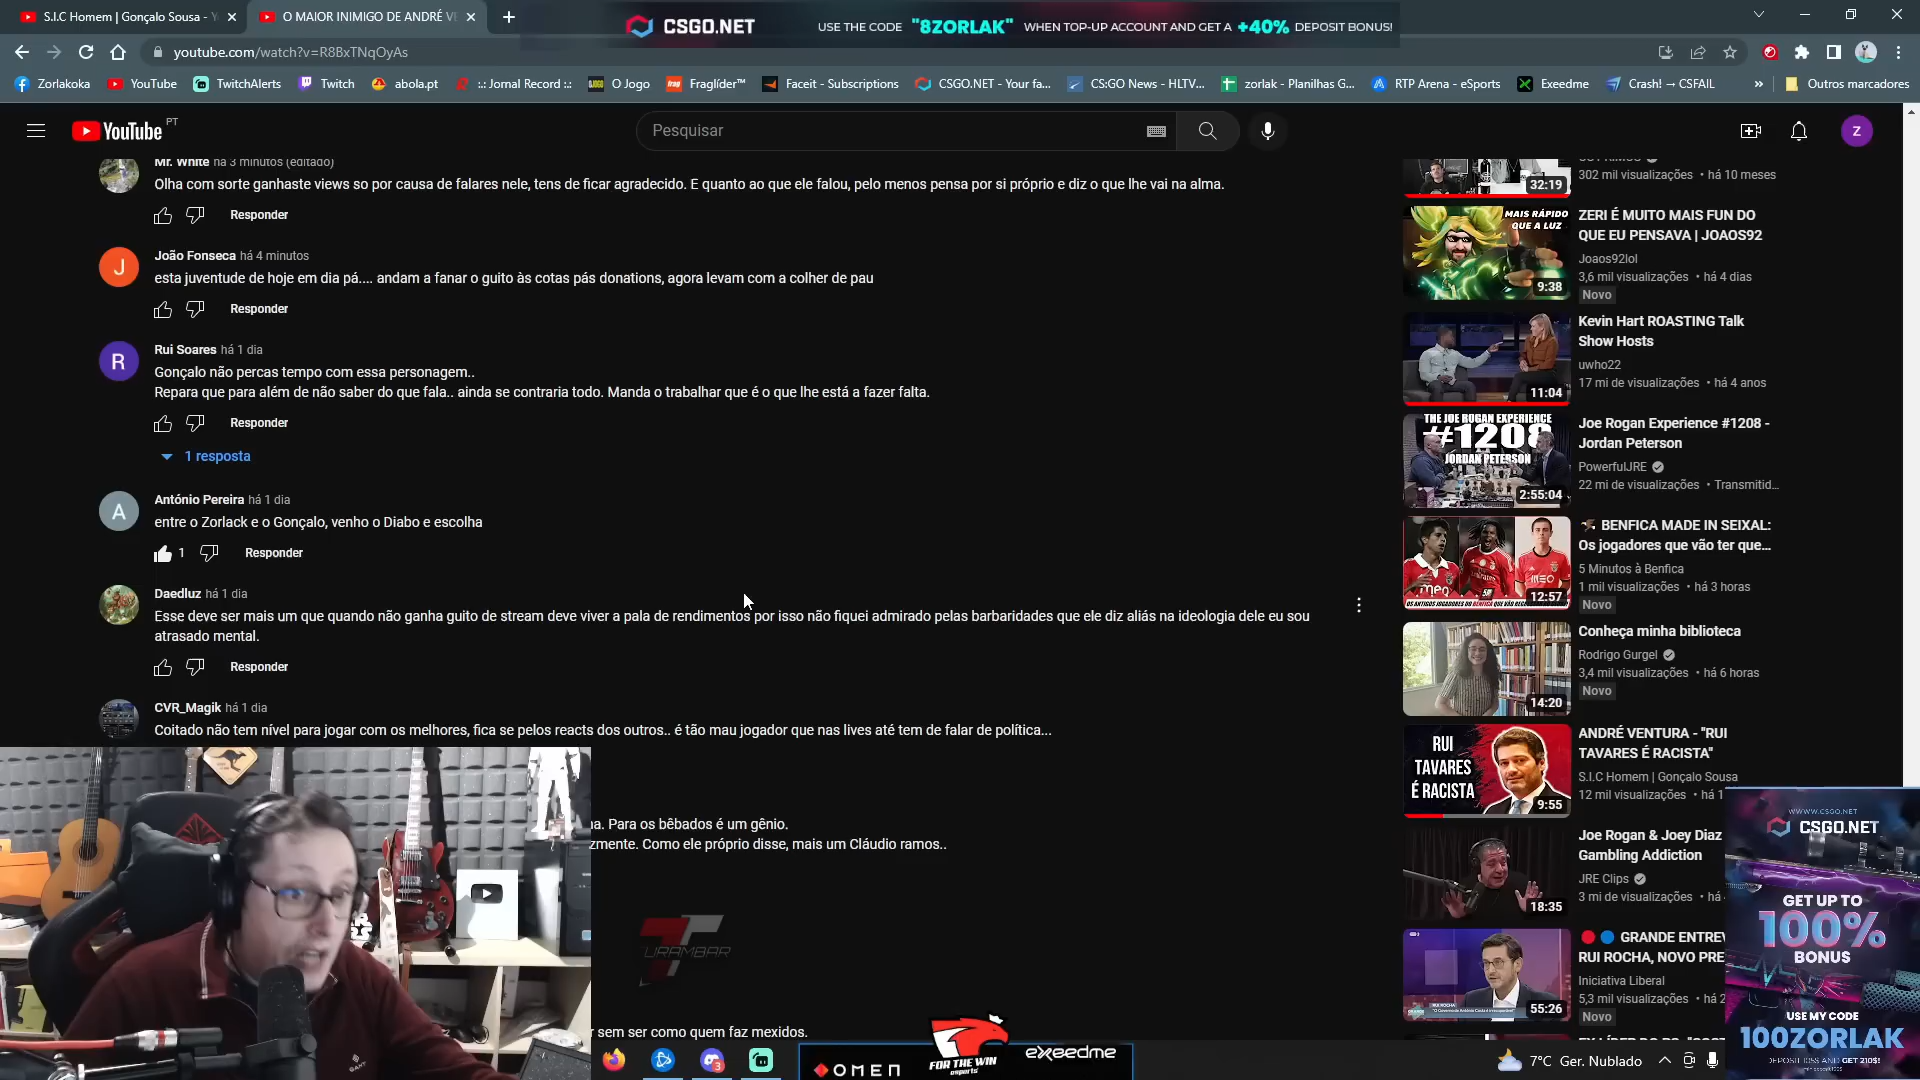 S.I.C Homem | Gonçalo Sousa - Y
O MAIOR INIMIGO DE ANDRÉ VE
CSGO.NET
USE THE CODE "8ZORLAK" WHEN TOP-UP ACCOUNT AND GET A +40% DEPOSIT BONUS!
youtube.com/watch?v=R8BxTNqOyAs
Zorlakoka
YouTube
TwitchAlerts
Twitch
abola.pt
::: Jornal Record :::
O Jogo
Fraglíder™
Faceit - Subscriptions
CSGO.NET - Your fa...
CS:GO News - HLTV...
zorlak - Planilhas G...
RTP Arena - eSports
Exeedme
Crash! → CSFAIL
»
Outros marcadores
YouTube PT
Pesquisar
Z
Mr. White há 3 minutos (editado)
Olha com sorte ganhaste views so por causa de falares nele, tens de ficar agradecido. E quanto ao que ele falou, pelo menos pensa por si próprio e diz o que lhe vai na alma.
Responder
J
João Fonseca há 4 minutos
esta juventude de hoje em dia pá.... andam a fanar o guito às cotas pás donations, agora levam com a colher de pau
Responder
R
Rui Soares há 1 dia
Gonçalo não percas tempo com essa personagem..
Repara que para além de não saber do que fala.. ainda se contraria todo. Manda o trabalhar que é o que lhe está a fazer falta.
Responder
1 resposta
A
António Pereira há 1 dia
entre o Zorlack e o Gonçalo, venho o Diabo e escolha
1 Responder
Daedluz há 1 dia
Esse deve ser mais um que quando não ganha guito de stream deve viver a pala de rendimentos por isso não fiquei admirado pelas barbaridades que ele diz aliás na ideologia dele eu sou
atrasado mental.
Responder
CVR_Magik há 1 dia
Coitado não tem nível para jogar com os melhores, fica se pelos reacts dos outros.. é tão mau jogador que nas lives até tem de falar de política...
na. Para os bêbados é um gênio.
zmente. Como ele próprio disse, mais um Cláudio ramos..
URAMBAR
r sem ser como quem faz mexidos.
32:19
302 mil visualizações • há 10 meses
MAIS RÁPIDO
QUE A LUZ
9:38
ZERI É MUITO MAIS FUN DO
QUE EU PENSAVA | JOAOS92
Joaos92lol
3,6 mil visualizações • há 4 dias
Novo
11:04
Kevin Hart ROASTING Talk
Show Hosts
uwho22
17 mi de visualizações • há 4 anos
THE JOE ROGAN EXPERIENCE
#1208
JORDAN PETERSON
2:55:04
Joe Rogan Experience #1208 -
Jordan Peterson
PowerfulJRE
22 mi de visualizações • Transmitid...
12:57
BENFICA MADE IN SEIXAL:
Os jogadores que vão ter que...
5 Minutos à Benfica
1 mil visualizações • há 3 horas
Novo
14:20
Conheça minha biblioteca
Rodrigo Gurgel
3,4 mil visualizações • há 6 horas
Novo
RUI
TAVARES
É RACISTA
9:55
ANDRÉ VENTURA - "RUI
TAVARES É RACISTA"
S.I.C Homem | Gonçalo Sousa
12 mil visualizações • há 1
18:35
Joe Rogan & Joey Diaz
Gambling Addiction
JRE Clips
3 mi de visualizações • há
55:26
GRANDE ENTREV
RUI ROCHA, NOVO PRE
Iniciativa Liberal
5,3 mil visualizações • há 2
Novo
WWW.CSGO.NET
CSGO.NET
GET UP TO
100%
BONUS
USE MY CODE
100ZORLAK
DEPOSIT 105$ AND GET 210$!
3
OMEN
FOR THE WIN
esports
exeedme
7°C Ger. Nublado